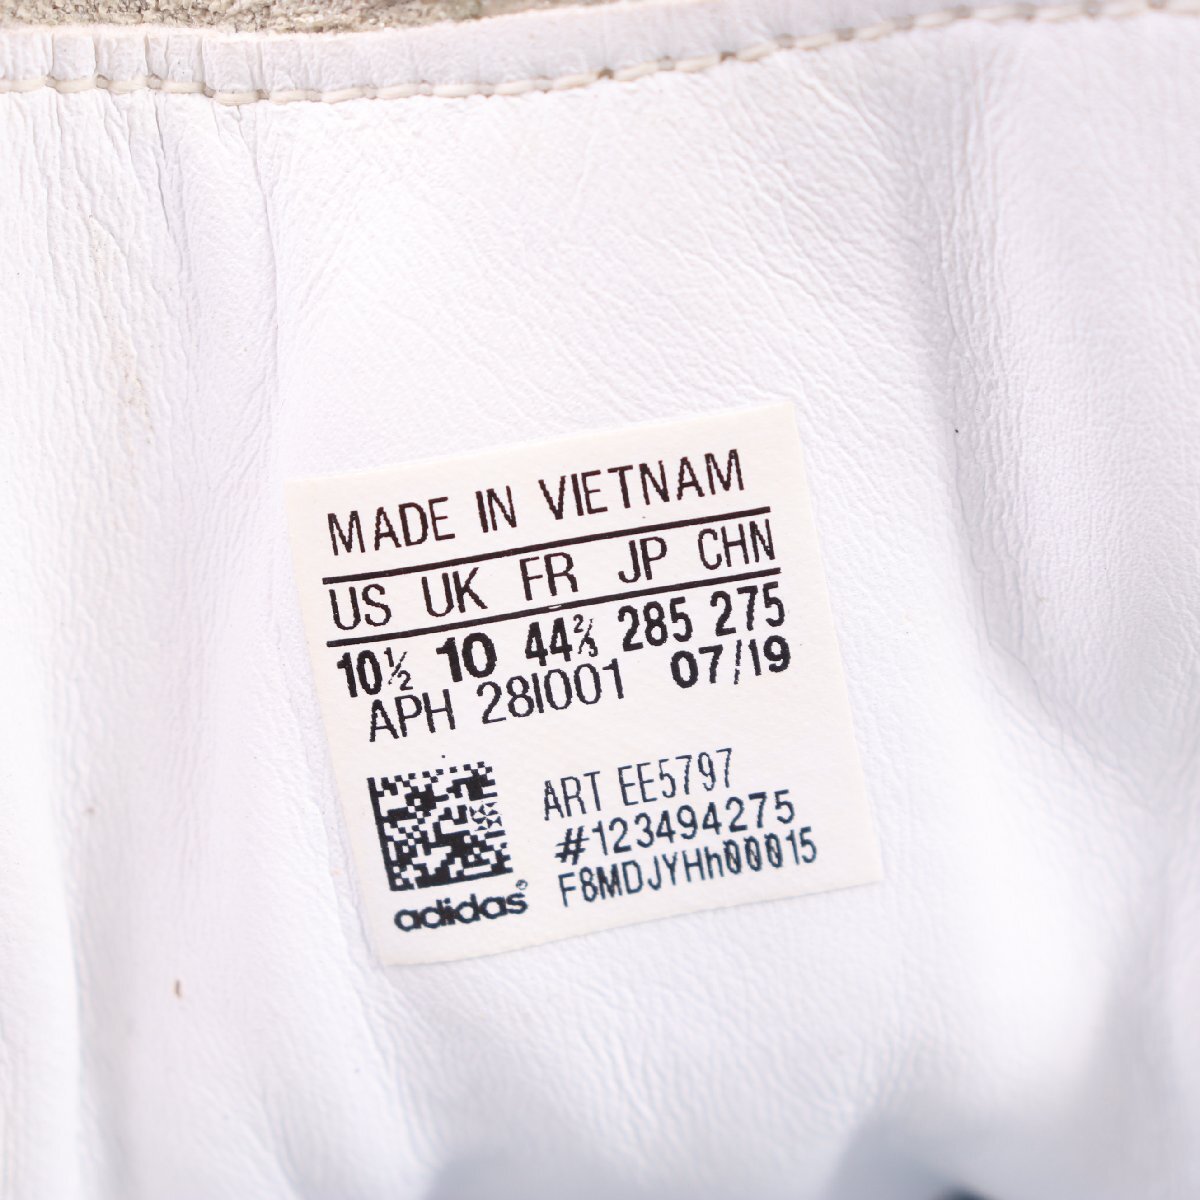 MADE IN VIETNAM
US UK FR JP CHN
10½ 10 44⅔ 285 275
APH 281001 07/19
ART EE5797
#123494275
F8MDJYHh00015
adidas®